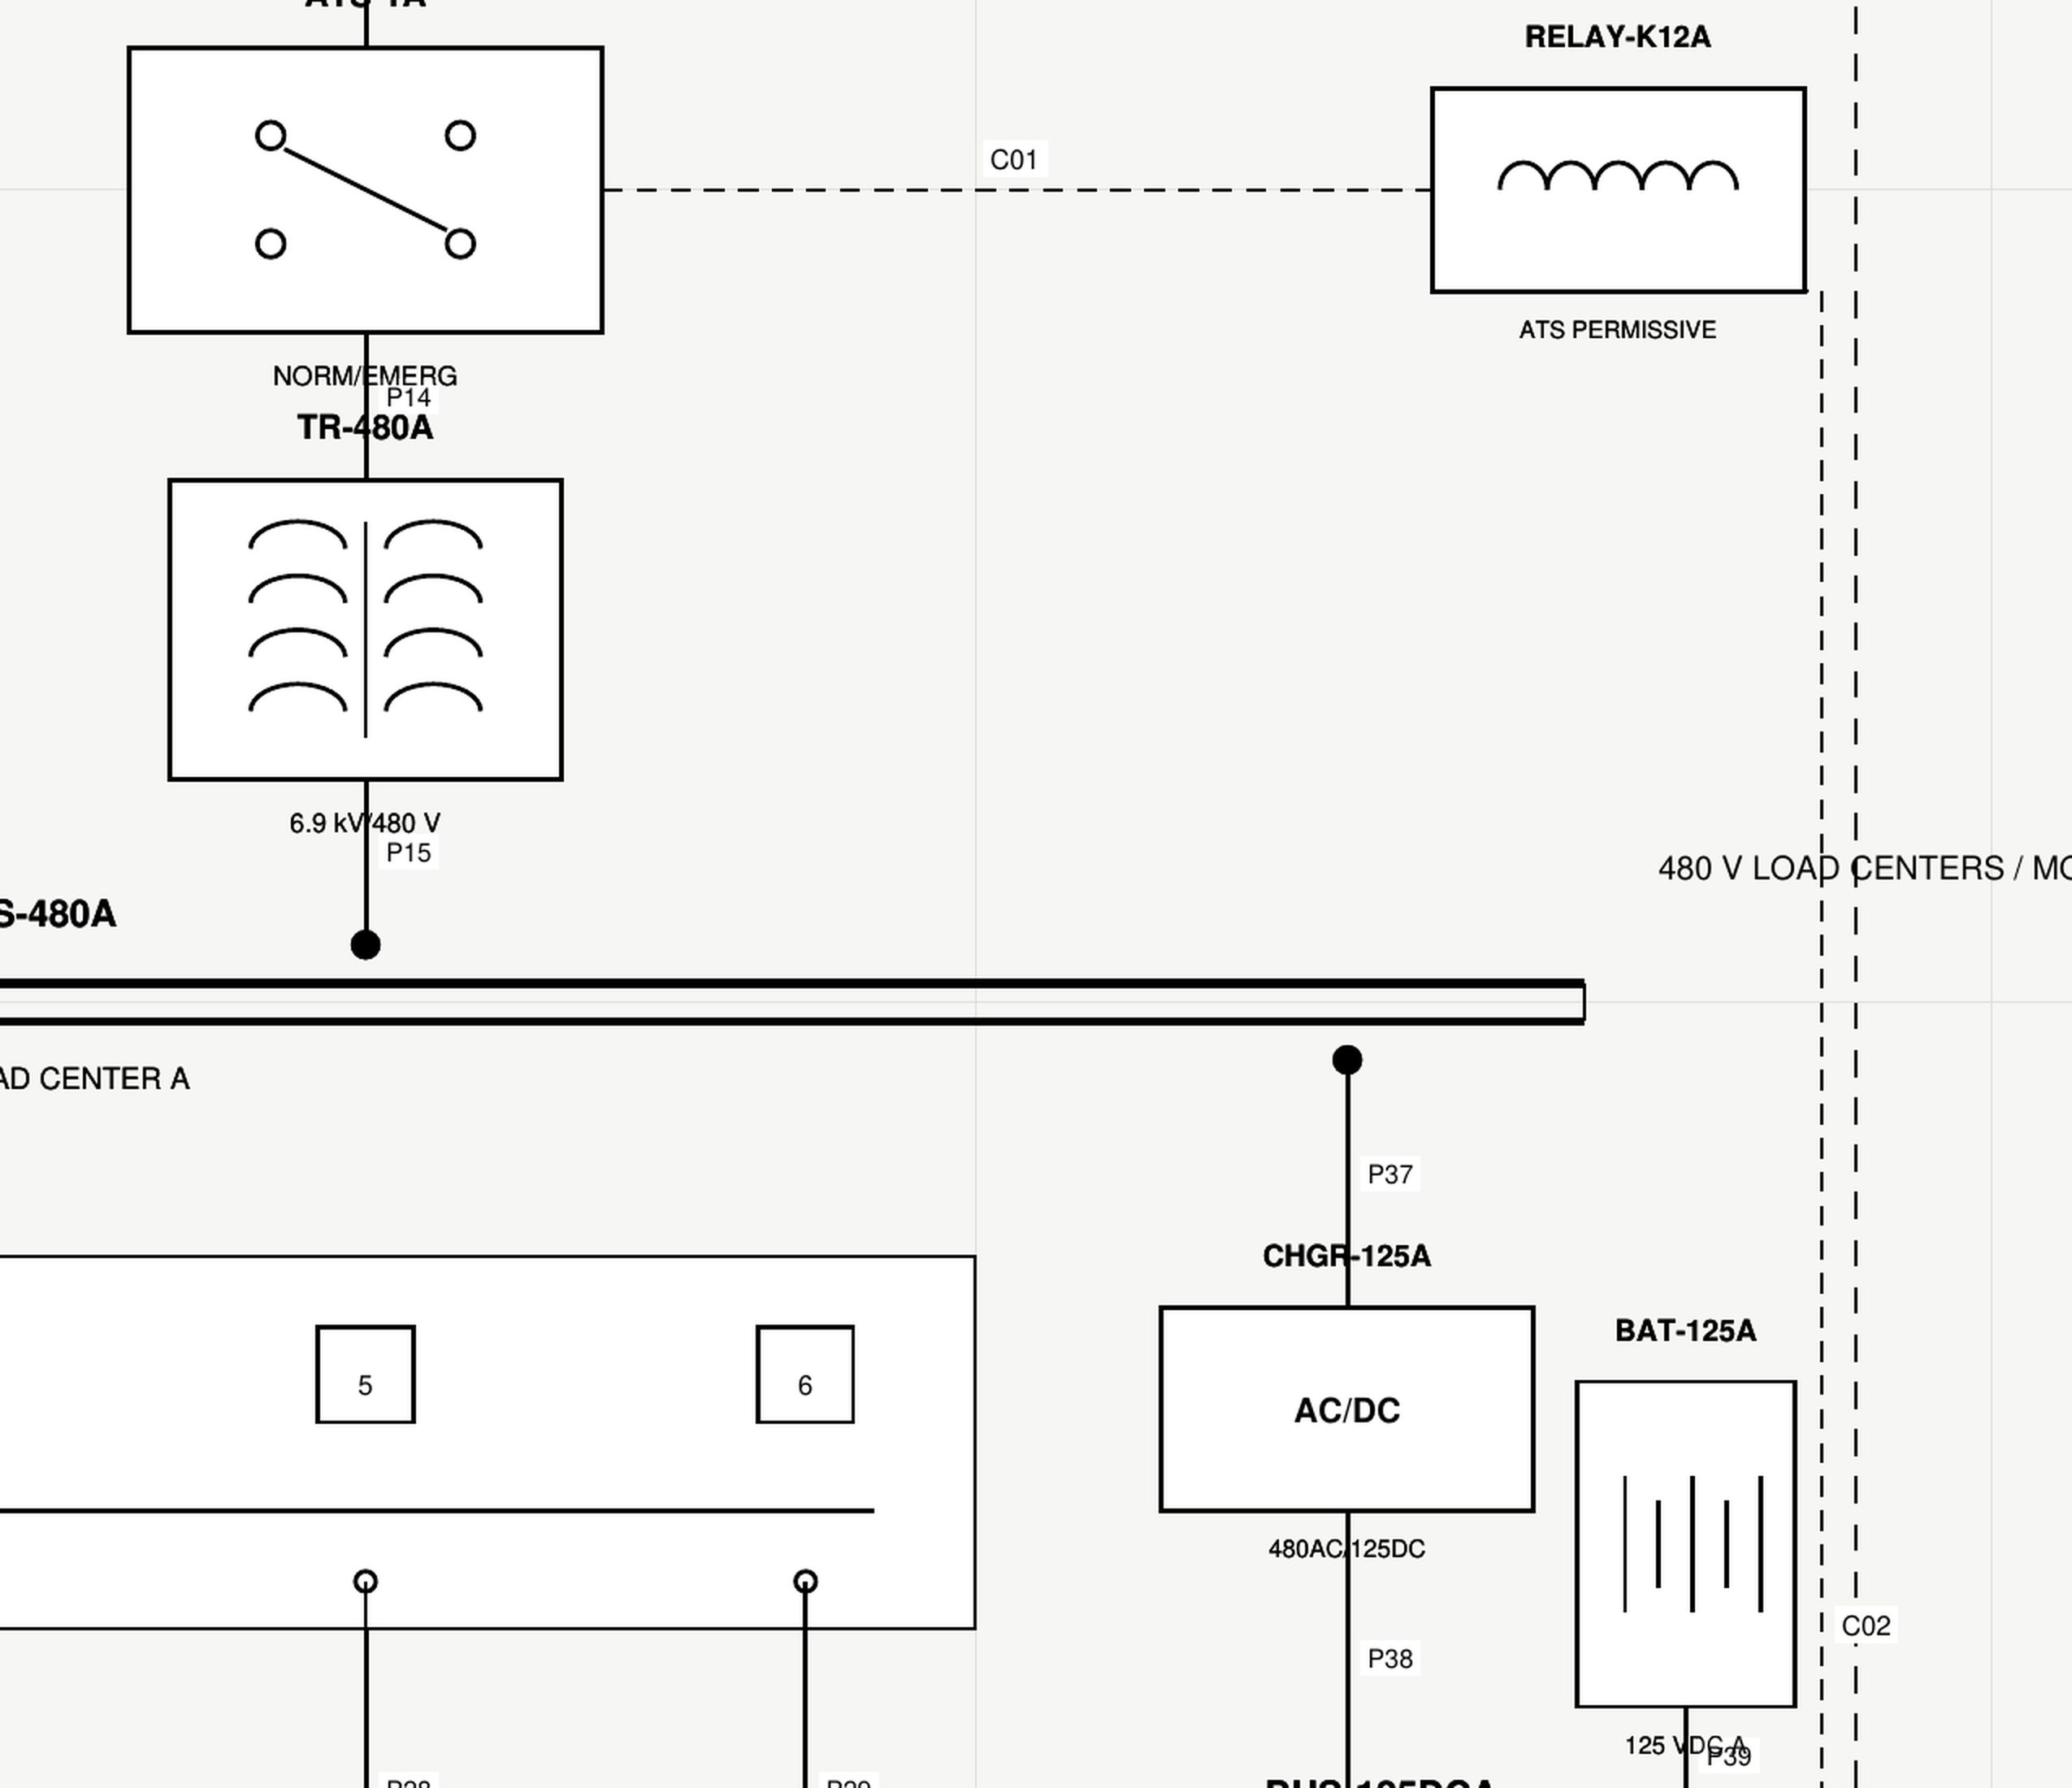 RELAY-K12A
C01
ATS PERMISSIVE
NORM/EMERG
P14
TR-480A
6.9 kV/480 V
P15
480 V LOAD CENTERS /
S-480A
CENTER A
P37
CHGR-125A
BAT-125A
5
6
AC/DC
480AC/125DC
C02
P38
125 VDC A
P39